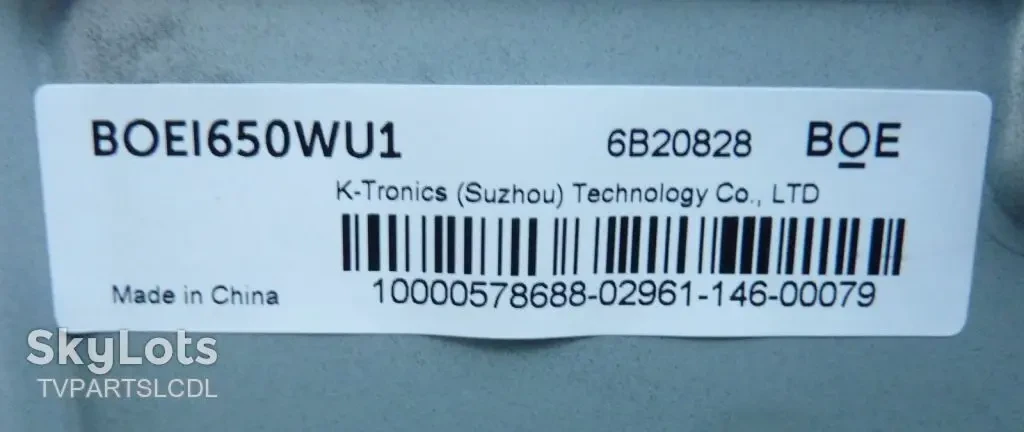 BOEI650WU1 6B20828 BOE
K-Tronics (Suzhou) Technology Co., LTD
Made in China 10000578688-02961-146-00079
SkyLots
TVPARTSLCDL